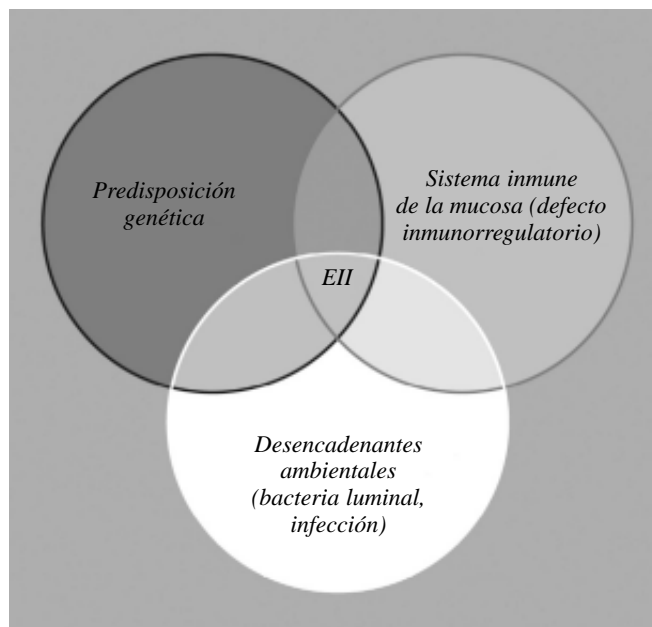 Predisposición
genética
Sistema inmune
de la mucosa (defecto
inmunorregulatorio)
EII
Desencadenantes
ambientales
(bacteria luminal,
infección)